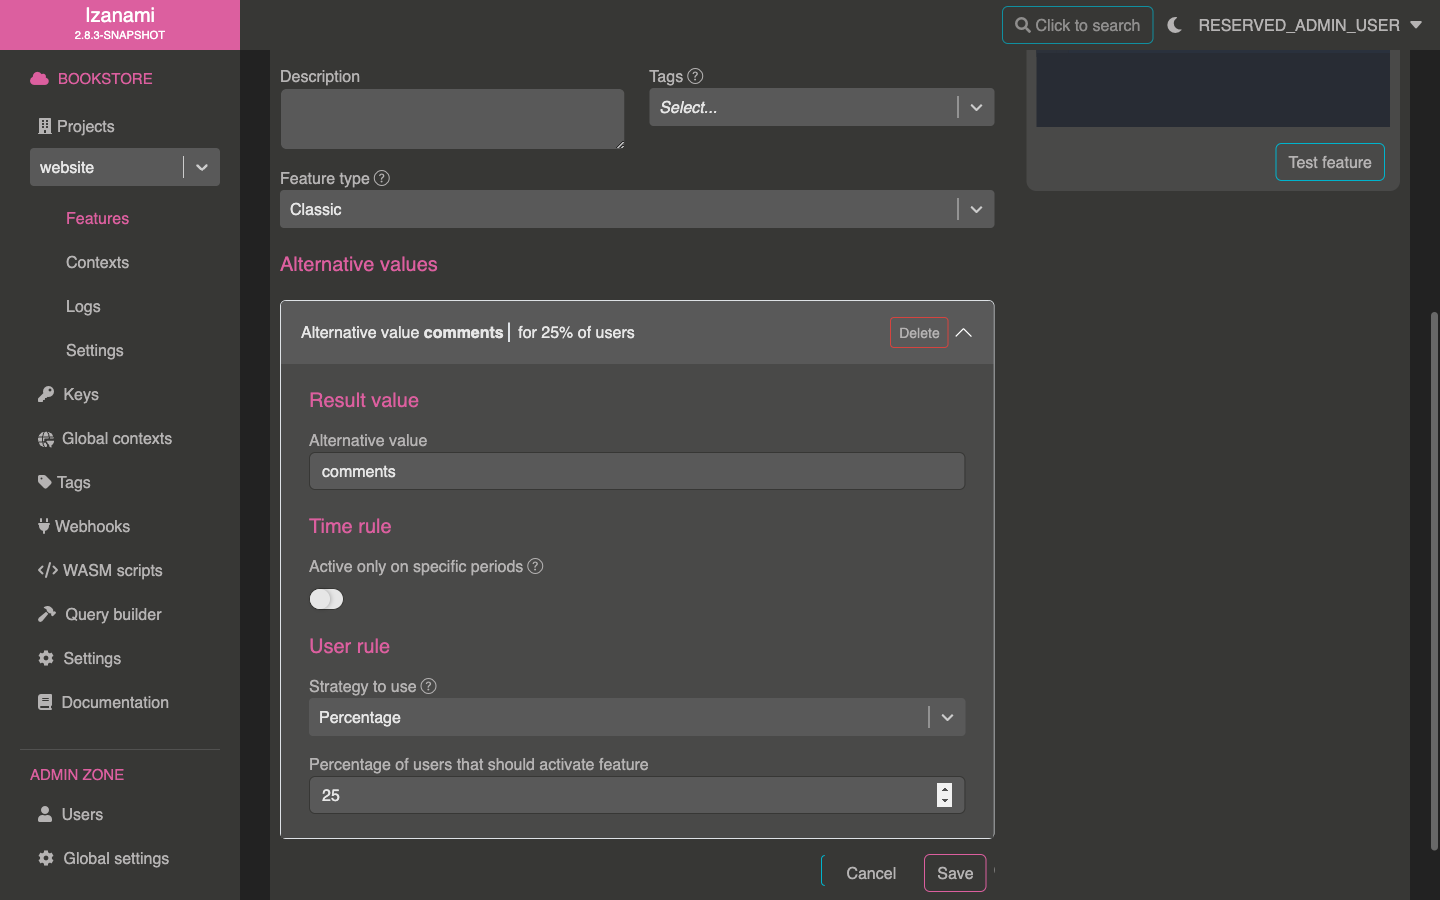 Izanami
2.8.3-SNAPSHOT
Click to search
RESERVED_ADMIN_USER
BOOKSTORE
Projects
website
Features
Contexts
Logs
Settings
Keys
Global contexts
Tags
Webhooks
WASM scripts
Query builder
Settings
Documentation
ADMIN ZONE
Users
Global settings
Description
Tags
Select...
Feature type
Classic
Alternative values
Alternative value comments for 25% of users
Delete
Result value
Alternative value
comments
Time rule
Active only on specific periods
User rule
Strategy to use
Percentage
Percentage of users that should activate feature
25
Cancel
Save
Test feature